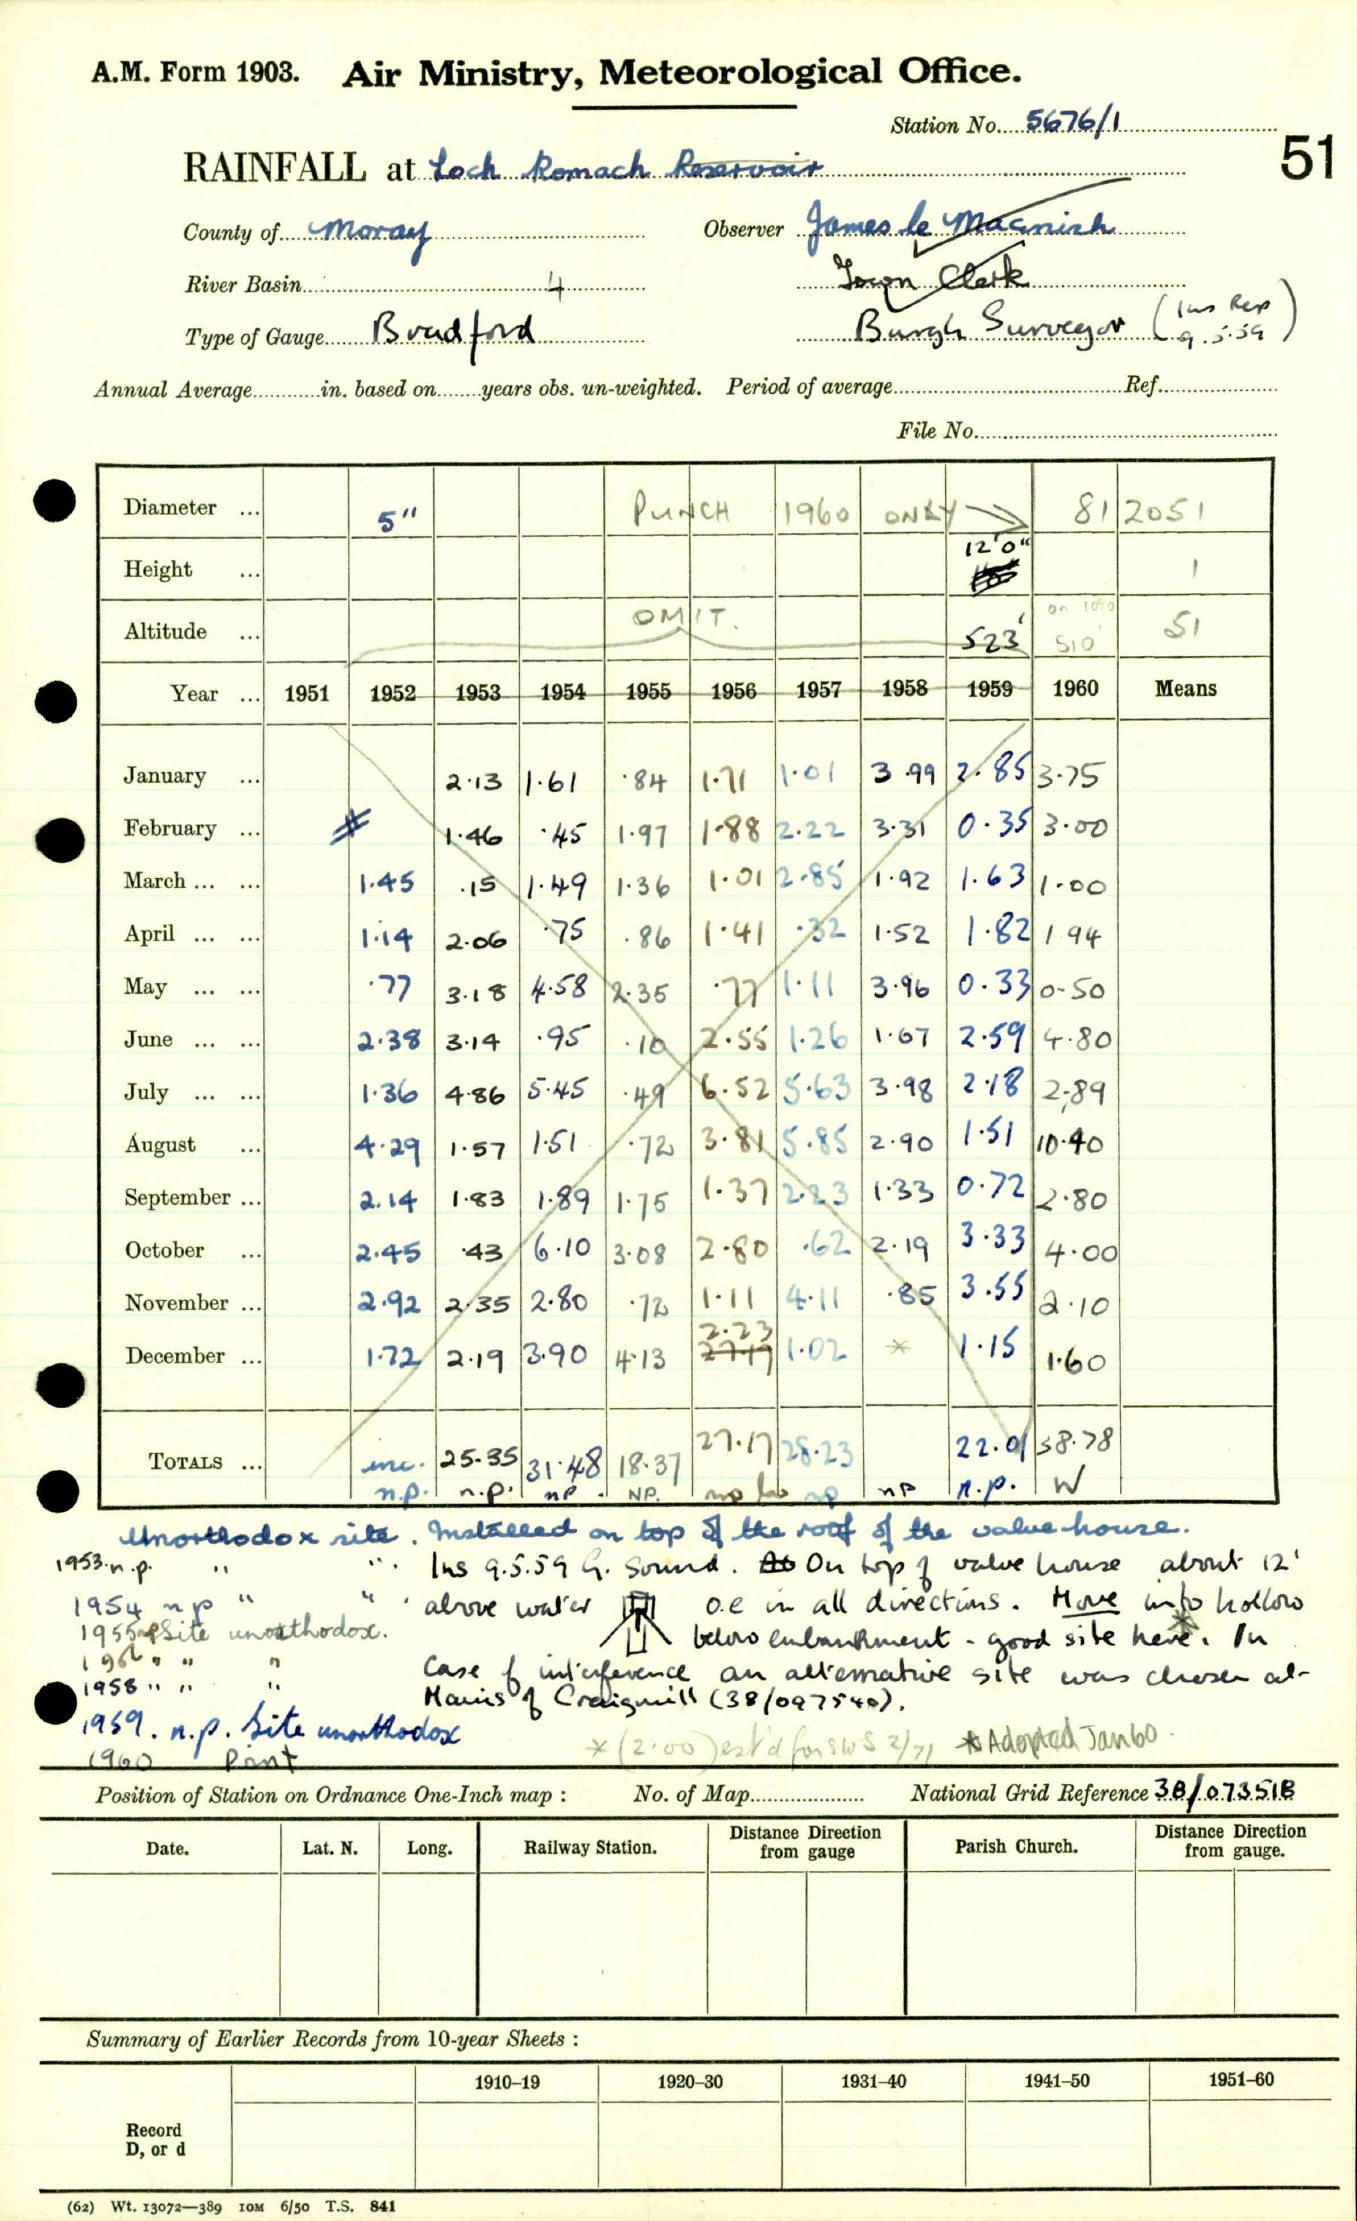 A.M. Form 1903. Air Ministry, Meteorological Office.
Station No. 5676/1
51
RAINFALL at Loch Romach Reservoir
County of Moray Observer James le Macnish
River Basin 4 Town Clerk
Type of Gauge Bradford Burgh Surveyor (Ins Rep 9.5.59)
Annual Average in. based on years obs. un-weighted. Period of average Ref.
File No.
Diameter ... 5" PUNCH 1960 ONLY 81 2051
Height ... 12'0" 1
Altitude ... OMIT. 523' 510' 51
Year ... 1951 1952 1953 1954 1955 1956 1957 1958 1959 1960 Means
January ... 2.13 1.61 .84 1.71 1.01 3.99 2.85 3.75
February ... 1.46 .45 1.97 1.88 2.22 3.31 0.35 3.00
March ... ... 1.45 .15 1.49 1.36 1.01 2.85 1.92 1.63 1.00
April ... ... 1.14 2.06 .75 .86 1.41 .32 1.52 1.82 1 94
May ... ... .77 3.18 4.58 2.35 .77 1.11 3.96 0.33 0-50
June ... ... 2.38 3.14 .95 .10 2.55 1.26 1.67 2.59 4.80
July ... ... 1.36 4.86 5.45 .49 6.52 5.63 3.98 2.18 2.89
August ... 4.29 1.57 1.51 .72 3.81 5.85 2.90 1.51 10.40
September ... 2.14 1.83 1.89 1.75 1.37 2.23 1.33 0.72 2.80
October ... 2.45 .43 6.10 3.08 2.80 .62 2.19 3.33 4.00
November ... 2.92 2.35 2.80 .72 1.11 4.11 .85 3.55 2.10
2.23
December ... 1.72 2.19 3.90 4.13 27.17 1.02 * 1.15 1.60
TOTALS ... inc. 25.35 31.48 18.37 27.17 28.23 22.01 38.78
n.p. n.p. np. NP. np np np n.p. W
Unorthodox site. Installed on top of the roof of the valve-house.
1953. n.p. " ". Ins 9.5.59 G. Sound. On top of valve house about 12'
1954 n p " " above water o.e in all directions. Move into hollow
1955 Site unorthodox. below embankment - good site here. In
1956 " " " case of interference an alternative site was chosen at
1958 " " " Mains of Craigmill (38/097540).
1959. n.p. Site unorthodox
1960 Print * (2.00) est'd for SWS 2/71 * Adopted Jan 60.
Position of Station on Ordnance One-Inch map : No. of Map National Grid Reference 38/073518
Date. Lat. N. Long. Railway Station. Distance Direction from gauge Parish Church. Distance Direction from gauge.
Summary of Earlier Records from 10-year Sheets :
1910–19 1920–30 1931–40 1941–50 1951–60
Record
D, or d
(62) Wt. 13072—389 10M 6/50 T.S. 841